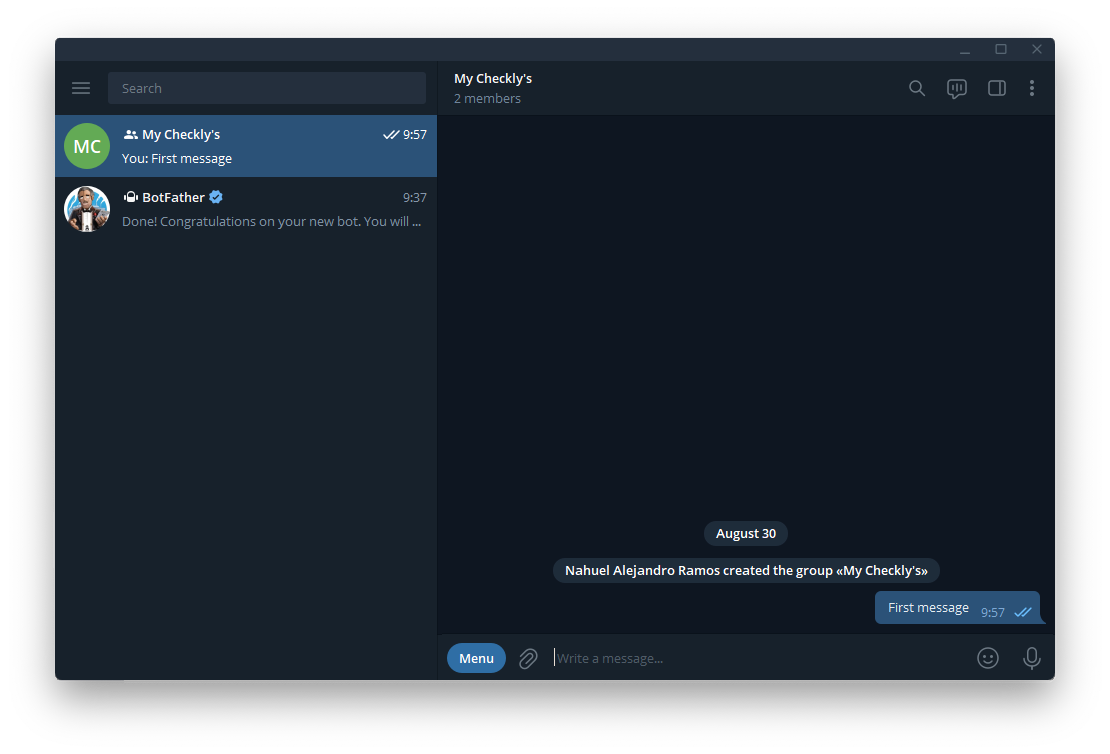 Search
MC
My Checkly's 9:57
You: First message
BotFather 9:37
Done! Congratulations on your new bot. You will ...
My Checkly's
2 members
August 30
Nahuel Alejandro Ramos created the group «My Checkly's»
First message 9:57
Menu
Write a message...